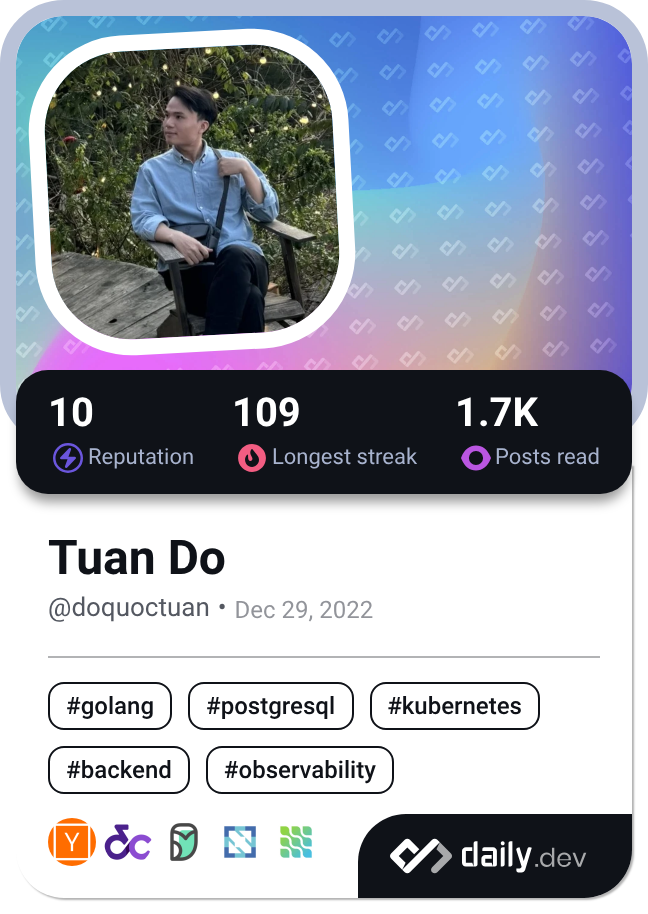 10 109 1.7K
Reputation Longest streak Posts read
Tuan Do
@doquoctuan • Dec 29, 2022
#golang #postgresql #kubernetes
#backend #observability
Y
daily.dev